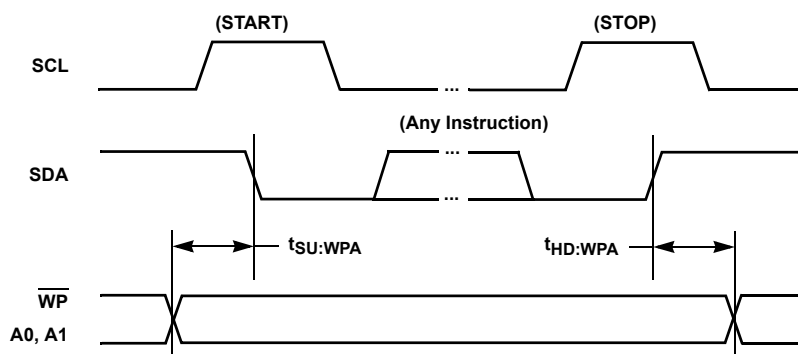 (START) (STOP)
SCL
...
(Any Instruction)
SDA
...
...
tSU:WPA tHD:WPA
WP
A0, A1